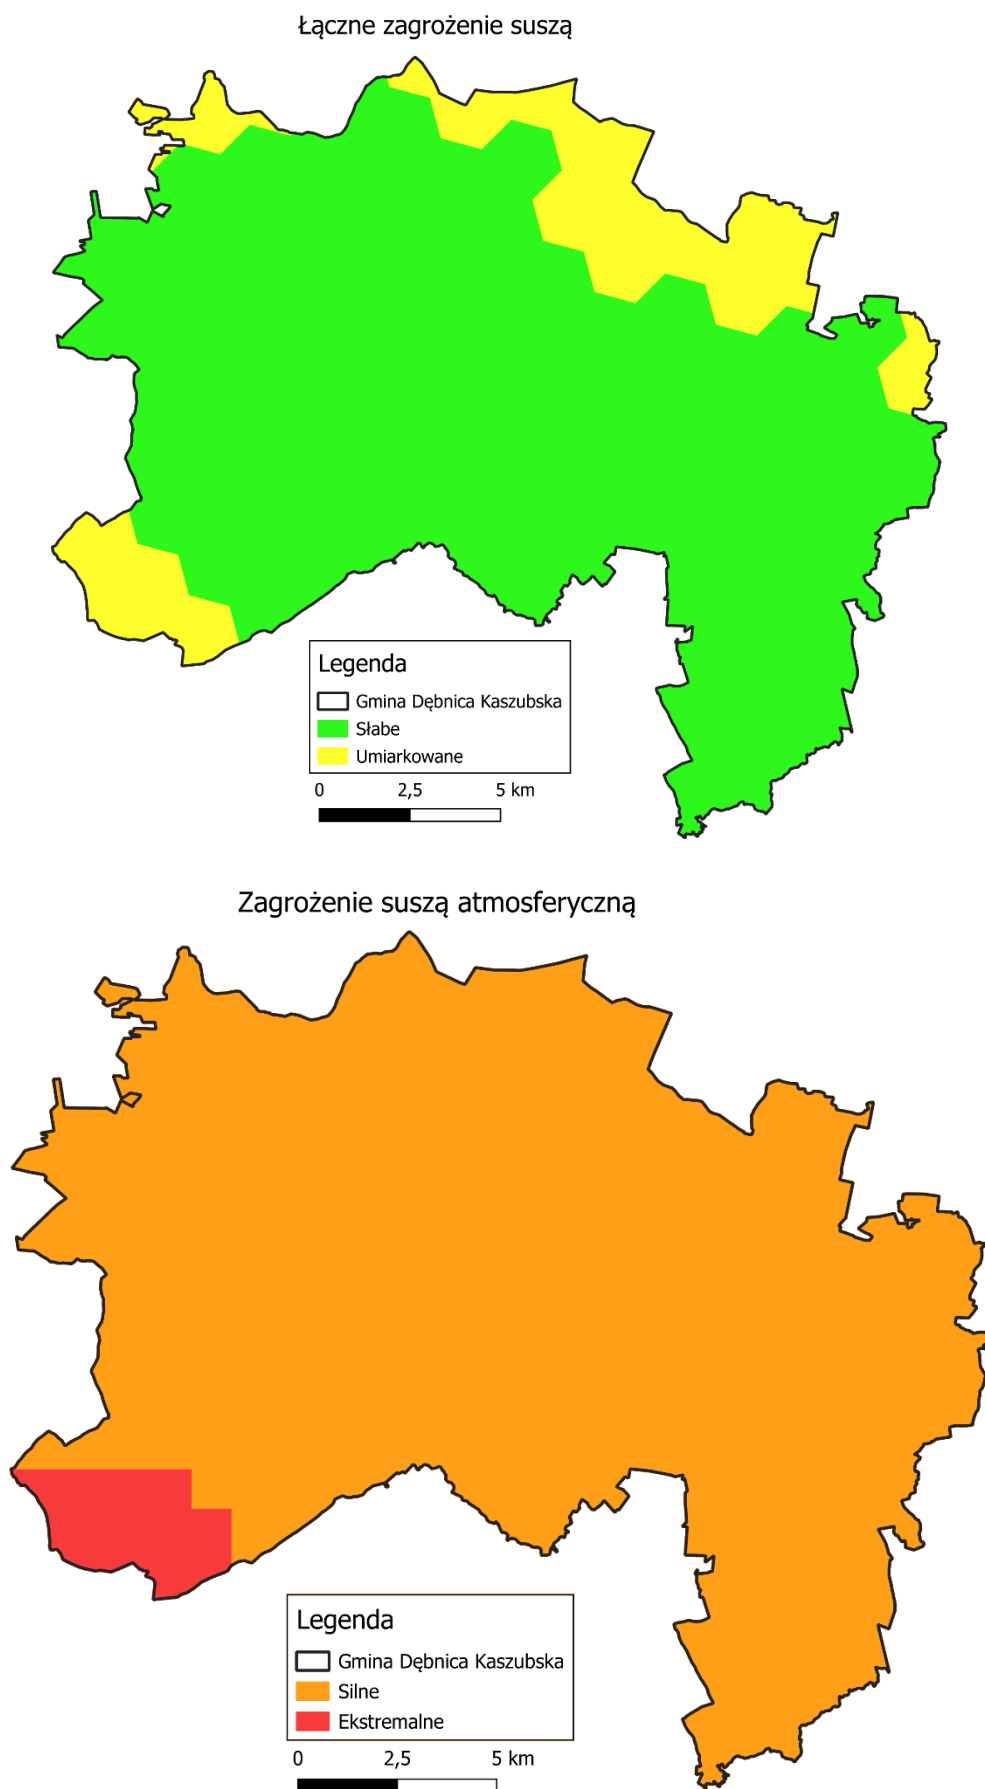 Łączne zagrożenie suszą
Legenda
Gmina Dębnica Kaszubska
Słabe
Umiarkowane
0 2,5 5 km
Zagrożenie suszą atmosferyczną
Legenda
Gmina Dębnica Kaszubska
Silne
Ekstremalne
0 2,5 5 km